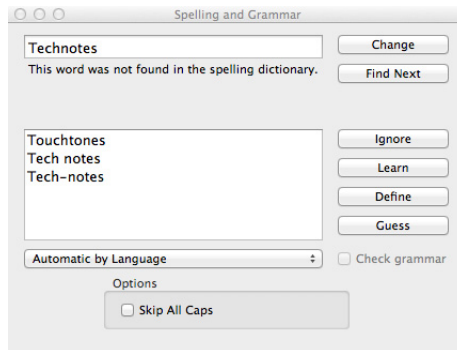 Spelling and Grammar
Technotes
Change
This word was not found in the spelling dictionary.
Find Next
Touchtones
Tech notes
Tech-notes
Ignore
Learn
Define
Guess
Automatic by Language
Check grammar
Options
Skip All Caps